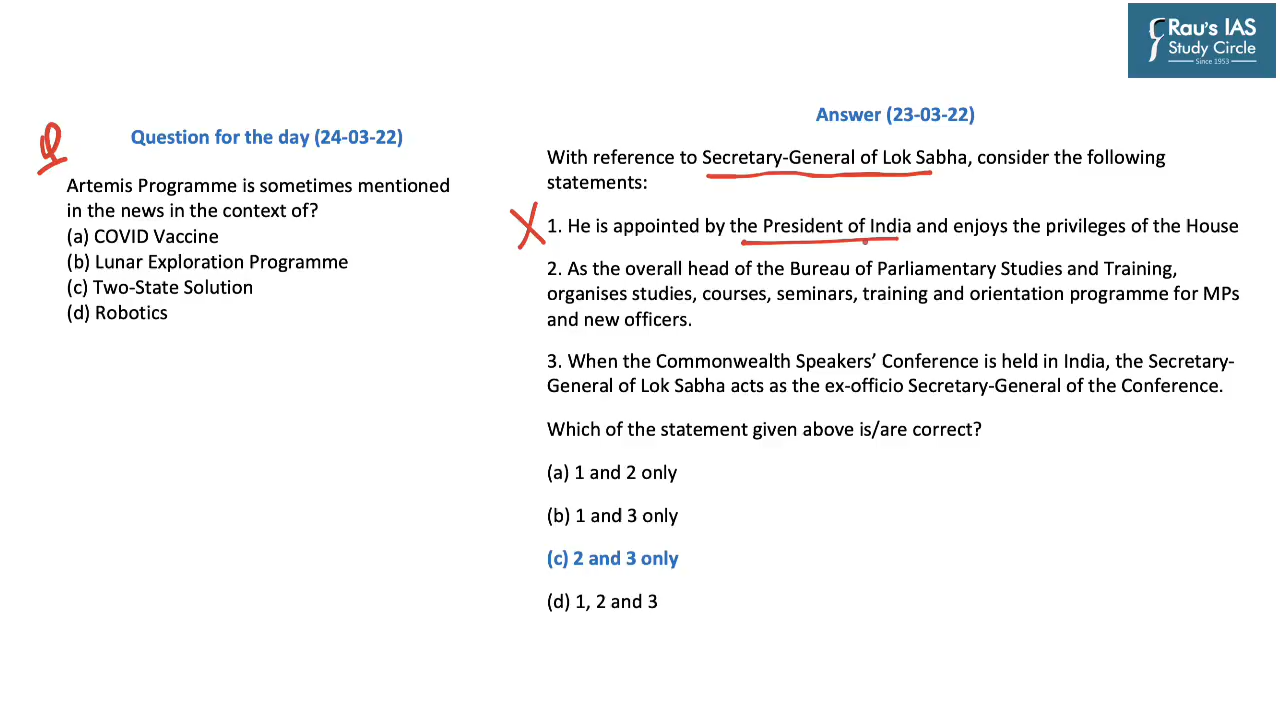 Rau's IAS
Study Circle
Since 1953
Question for the day (24-03-22)
Artemis Programme is sometimes mentioned
in the news in the context of?
(a) COVID Vaccine
(b) Lunar Exploration Programme
(c) Two-State Solution
(d) Robotics
Answer (23-03-22)
With reference to Secretary-General of Lok Sabha, consider the following
statements:
1. He is appointed by the President of India and enjoys the privileges of the House
2. As the overall head of the Bureau of Parliamentary Studies and Training,
organises studies, courses, seminars, training and orientation programme for MPs
and new officers.
3. When the Commonwealth Speakers’ Conference is held in India, the Secretary-
General of Lok Sabha acts as the ex-officio Secretary-General of the Conference.
Which of the statement given above is/are correct?
(a) 1 and 2 only
(b) 1 and 3 only
(c) 2 and 3 only
(d) 1, 2 and 3